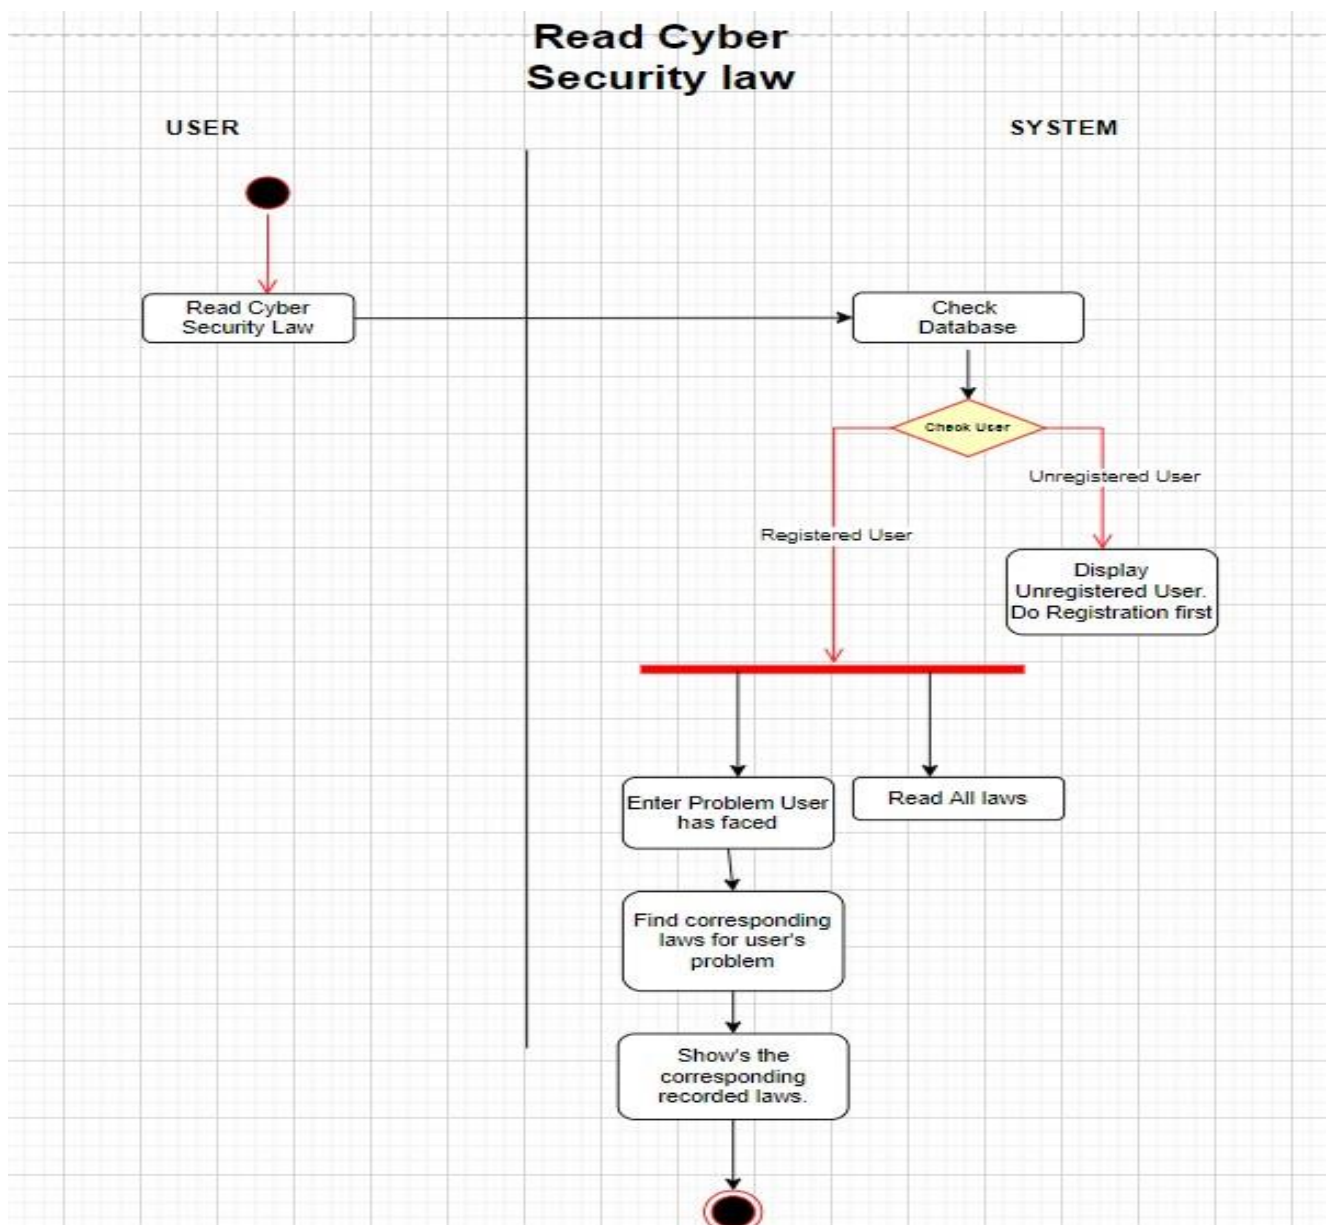 Read Cyber
Security law
USER
SYSTEM
Read Cyber
Security Law
Check
Database
Check User
Unregistered User
Registered User
Display
Unregistered User.
Do Registration first
Enter Problem User
has faced
Read All laws
Find corresponding
laws for user's
problem
Show's the
corresponding
recorded laws.